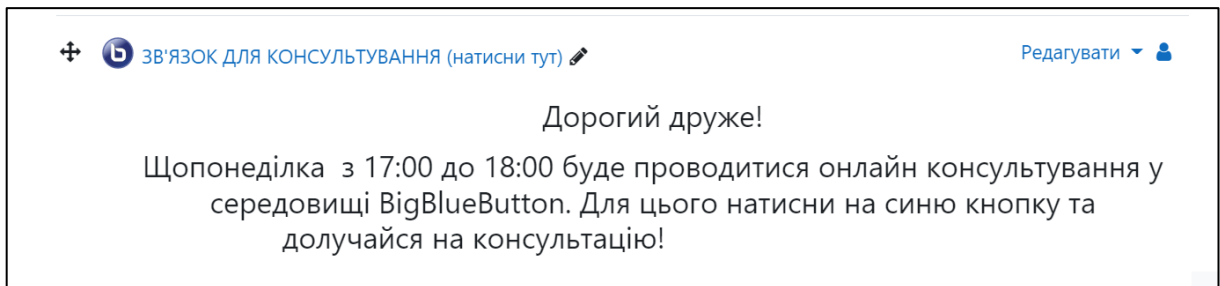 ЗВ'ЯЗОК ДЛЯ КОНСУЛЬТУВАННЯ (натисни тут) Редагувати
Дорогий друже!
Щопонеділка з 17:00 до 18:00 буде проводитися онлайн консультування у
середовищі BigBlueButton. Для цього натисни на синю кнопку та
долучайся на консультацію!